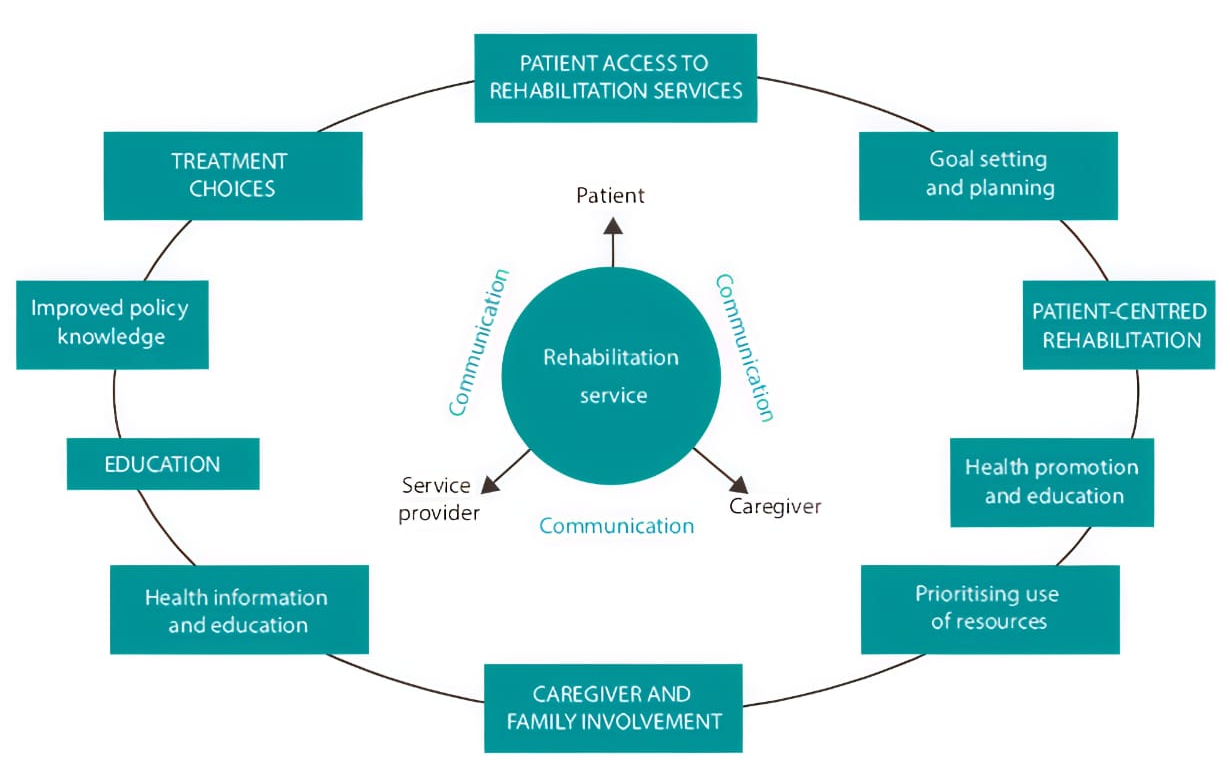 PATIENT ACCESS TO
REHABILITATION SERVICES
TREATMENT
CHOICES
Goal setting
and planning
Patient
Improved policy
knowledge
Communication
Communication
PATIENT-CENTRED
REHABILITATION
Rehabilitation
service
EDUCATION
Health promotion
and education
Service
provider
Caregiver
Communication
Health information
and education
Prioritising use
of resources
CAREGIVER AND
FAMILY INVOLVEMENT